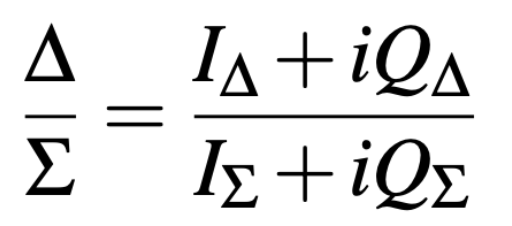 Δ/Σ = (I_Δ + iQ_Δ)/(I_Σ + iQ_Σ)